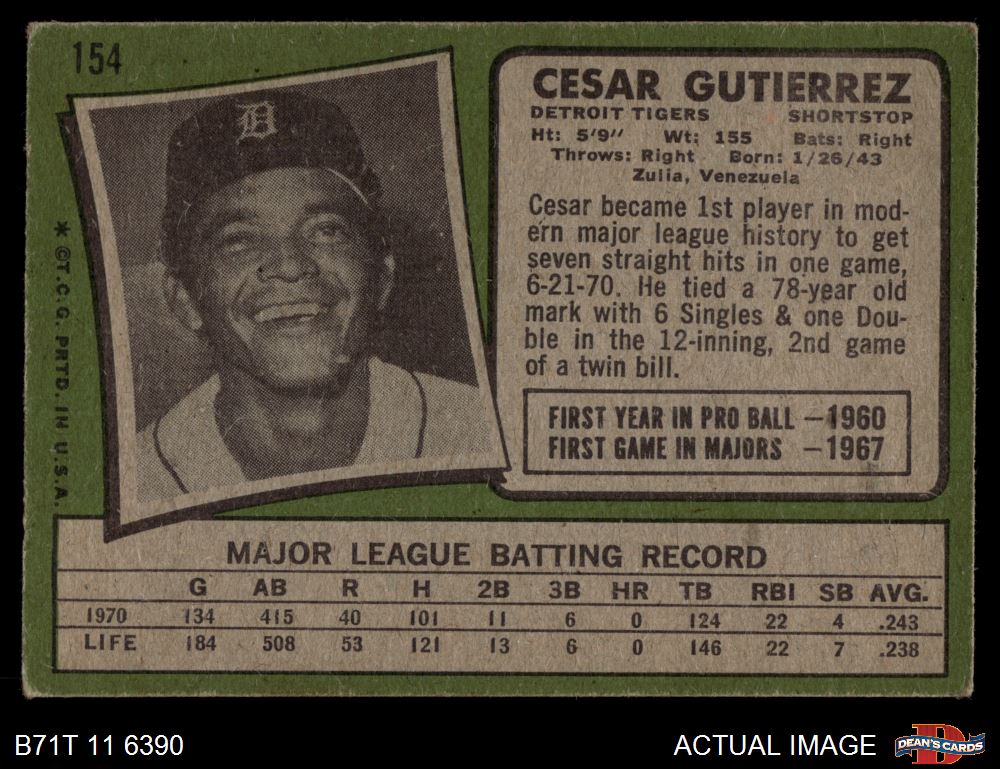 154
D
CESAR GUTIERREZ
DETROIT TIGERS SHORTSTOP
Ht: 5'9" Wt: 155 Bats: Right
Throws: Right Born: 1/26/43
Zulia, Venezuela
Cesar became 1st player in mod-
ern major league history to get
seven straight hits in one game,
6-21-70. He tied a 78-year old
mark with 6 Singles & one Dou-
ble in the 12-inning, 2nd game
of a twin bill.
FIRST YEAR IN PRO BALL —1960
FIRST GAME IN MAJORS —1967
* ©T.C.G. PRTD. IN U.S.A.
MAJOR LEAGUE BATTING RECORD
G AB R H 2B 3B HR TB RBI SB AVG.
1970 134 415 40 101 11 6 0 124 22 4 .243
LIFE 184 508 53 121 13 6 0 146 22 7 .238
B71T 11 6390
ACTUAL IMAGE
D
DEAN'S CARDS